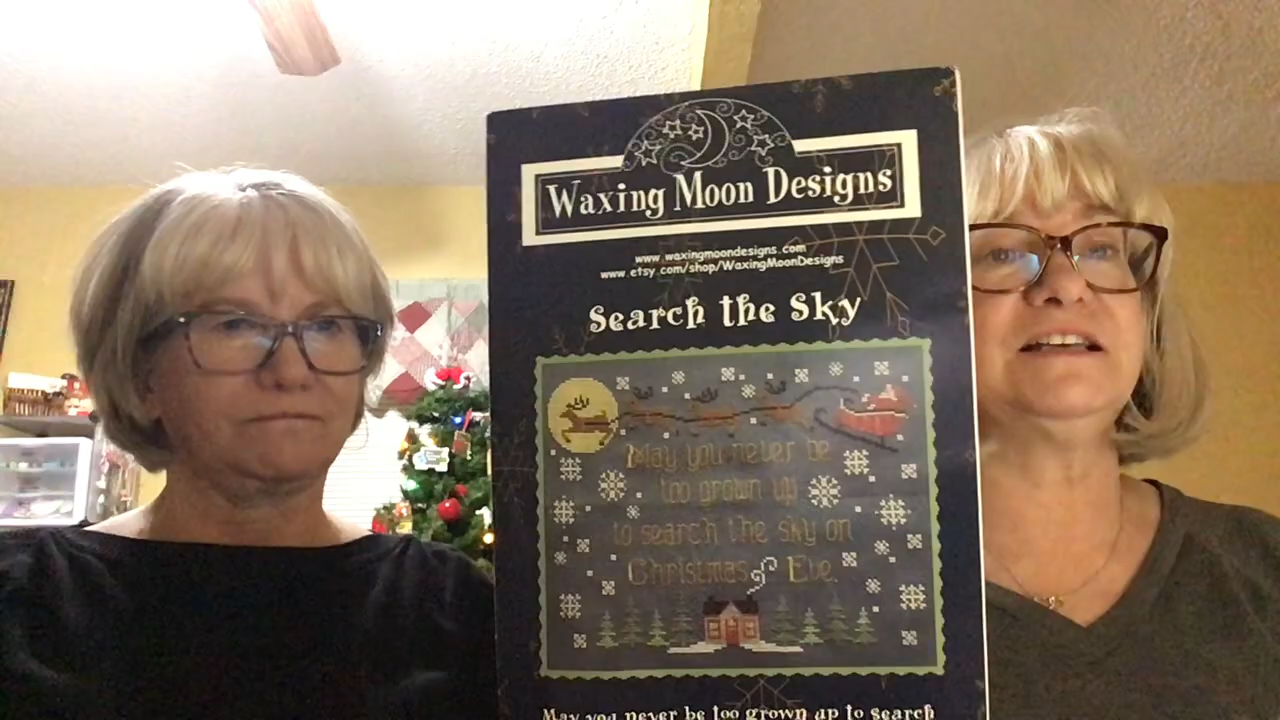 Waxing Moon Designs
www.waxingmoondesigns.com
www.etsy.com/shop/WaxingMoonDesigns
Search the Sky
May you never be
too grown up
to search the sky on
Christmas Eve.
May you never be too grown up to search